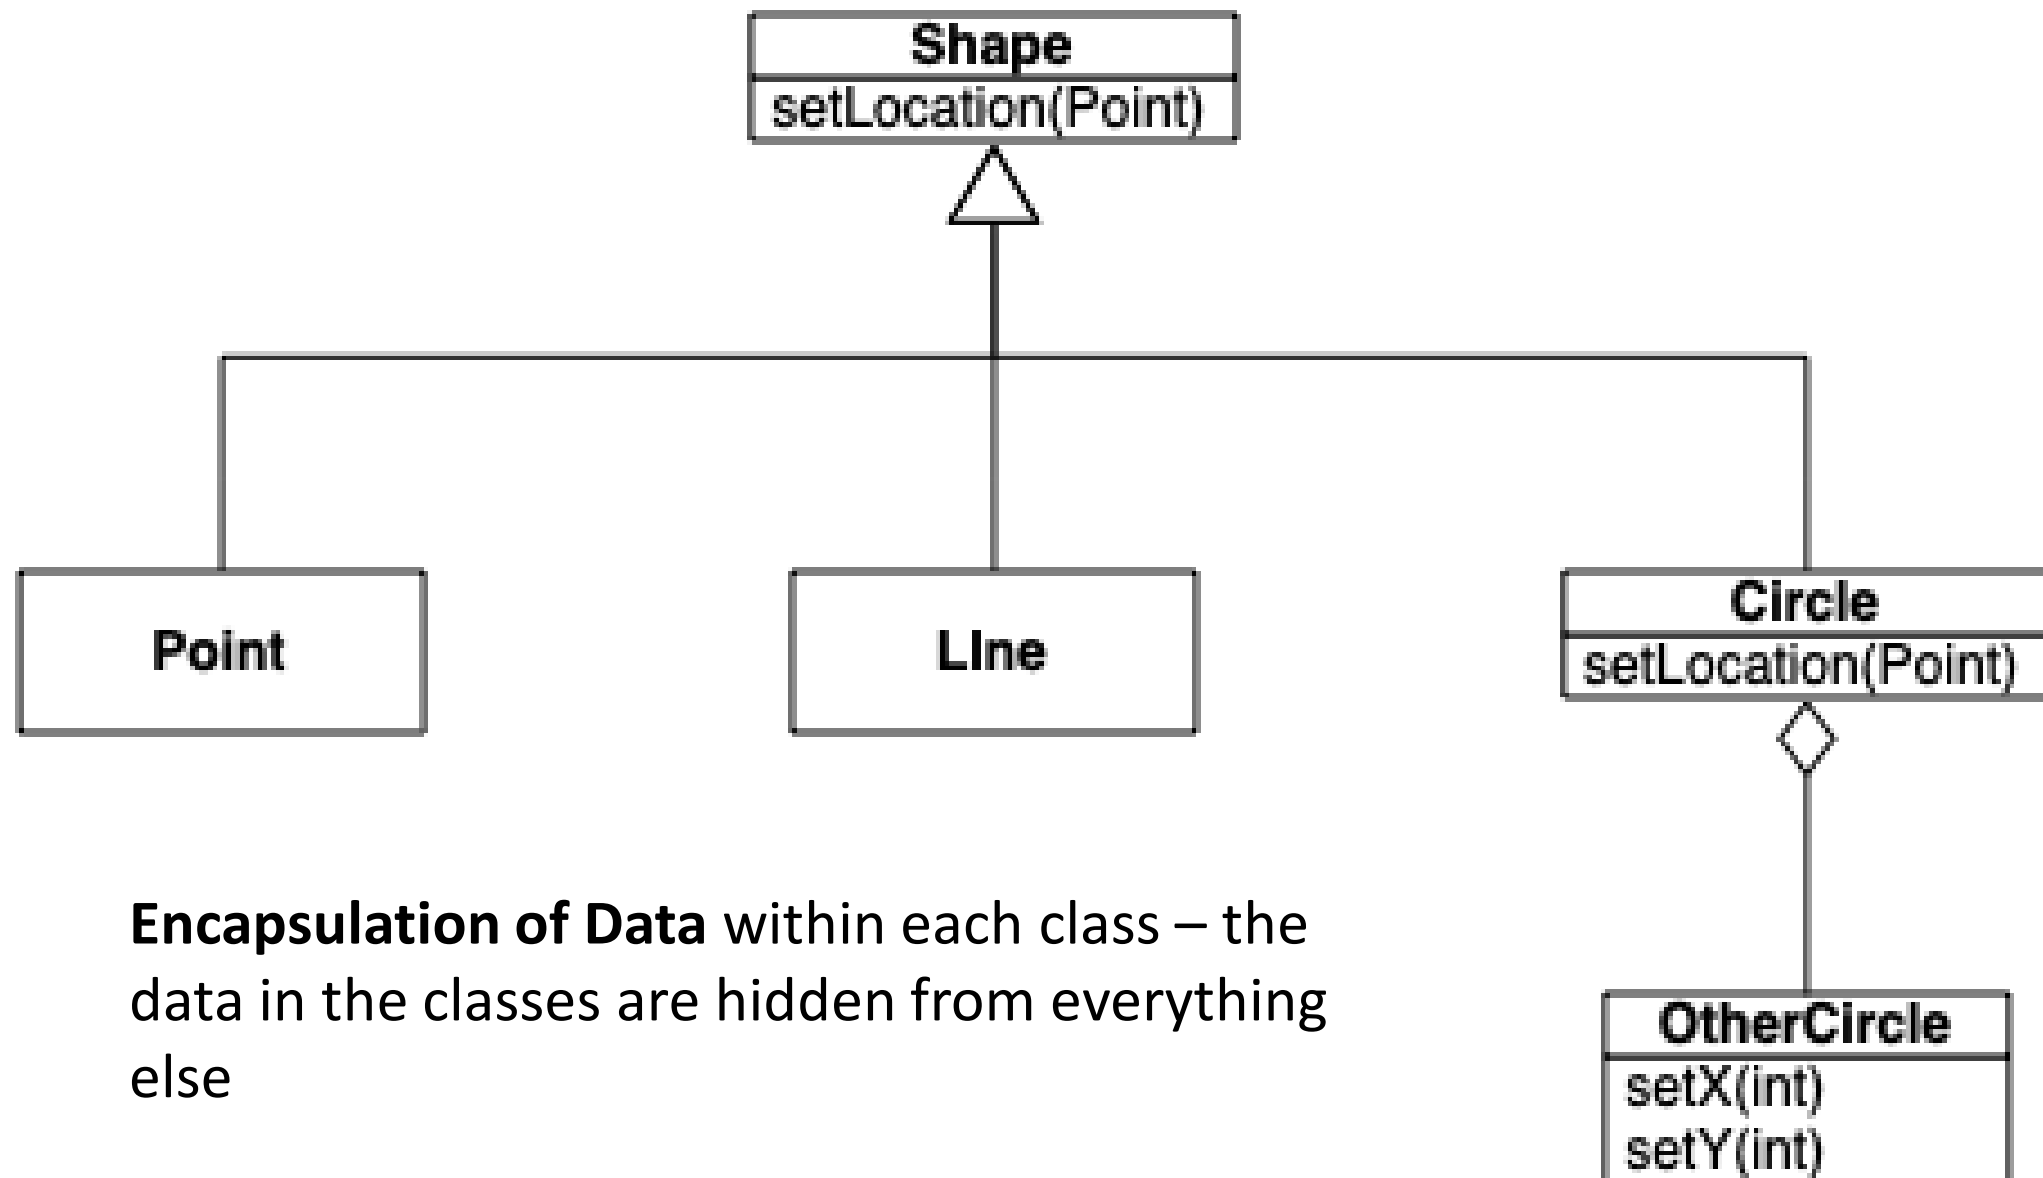 Shape
setLocation(Point)
Point
LIne
Circle
setLocation(Point)
Encapsulation of Data within each class – the
data in the classes are hidden from everything
else
OtherCircle
setX(int)
setY(int)